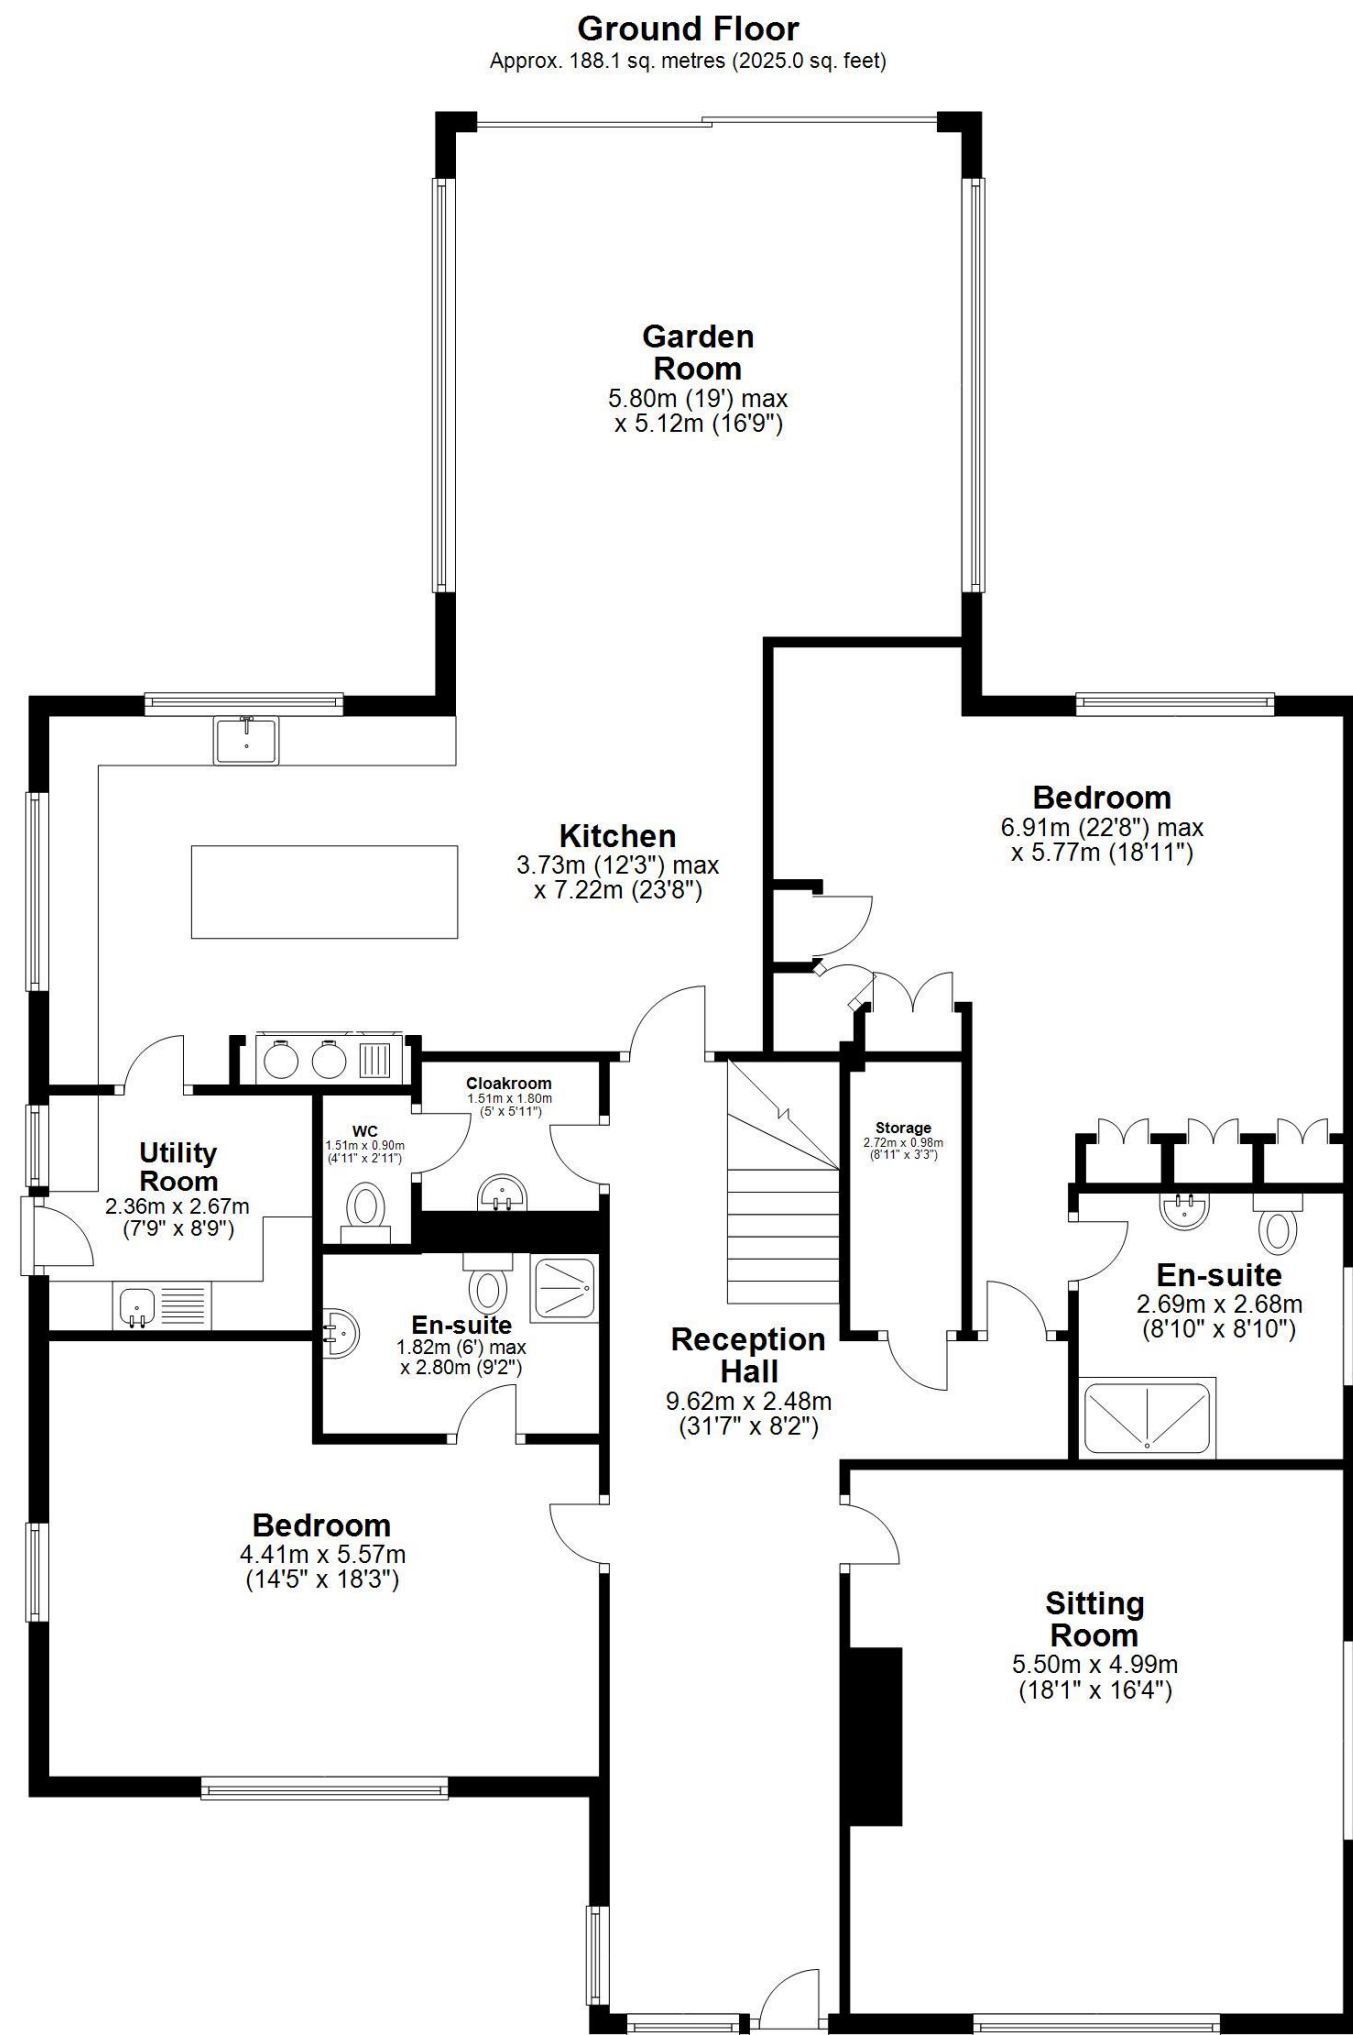 Ground Floor
Approx. 188.1 sq. metres (2025.0 sq. feet)
Garden
Room
5.80m (19') max
x 5.12m (16'9")
Bedroom
6.91m (22'8") max
x 5.77m (18'11")
Kitchen
3.73m (12'3") max
x 7.22m (23'8")
Cloakroom
1.51m x 1.80m
(5' x 5'11")
WC
1.51m x 0.90m
(4'11" x 2'11")
Storage
2.72m x 0.98m
(8'11" x 3'3")
Utility
Room
2.36m x 2.67m
(7'9" x 8'9")
En-suite
2.69m x 2.68m
(8'10" x 8'10")
En-suite
1.82m (6') max
x 2.80m (9'2")
Reception
Hall
9.62m x 2.48m
(31'7" x 8'2")
Bedroom
4.41m x 5.57m
(14'5" x 18'3")
Sitting
Room
5.50m x 4.99m
(18'1" x 16'4")